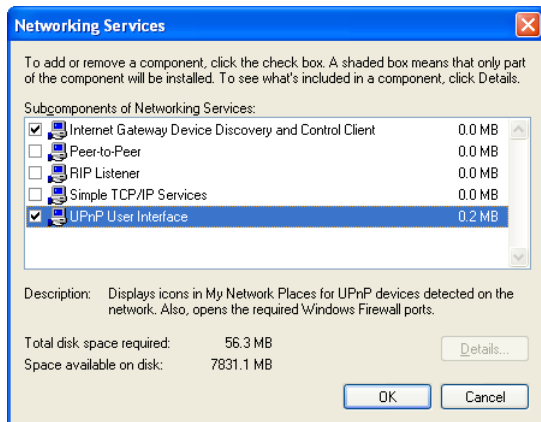 Networking Services
To add or remove a component, click the check box. A shaded box means that only part
of the component will be installed. To see what's included in a component, click Details.
Subcomponents of Networking Services:
Internet Gateway Device Discovery and Control Client 0.0 MB
Peer-to-Peer 0.0 MB
RIP Listener 0.0 MB
Simple TCP/IP Services 0.0 MB
UPnP User Interface 0.2 MB
Description: Displays icons in My Network Places for UPnP devices detected on the
network. Also, opens the required Windows Firewall ports.
Total disk space required: 56.3 MB
Space available on disk: 7831.1 MB
Details...
OK Cancel